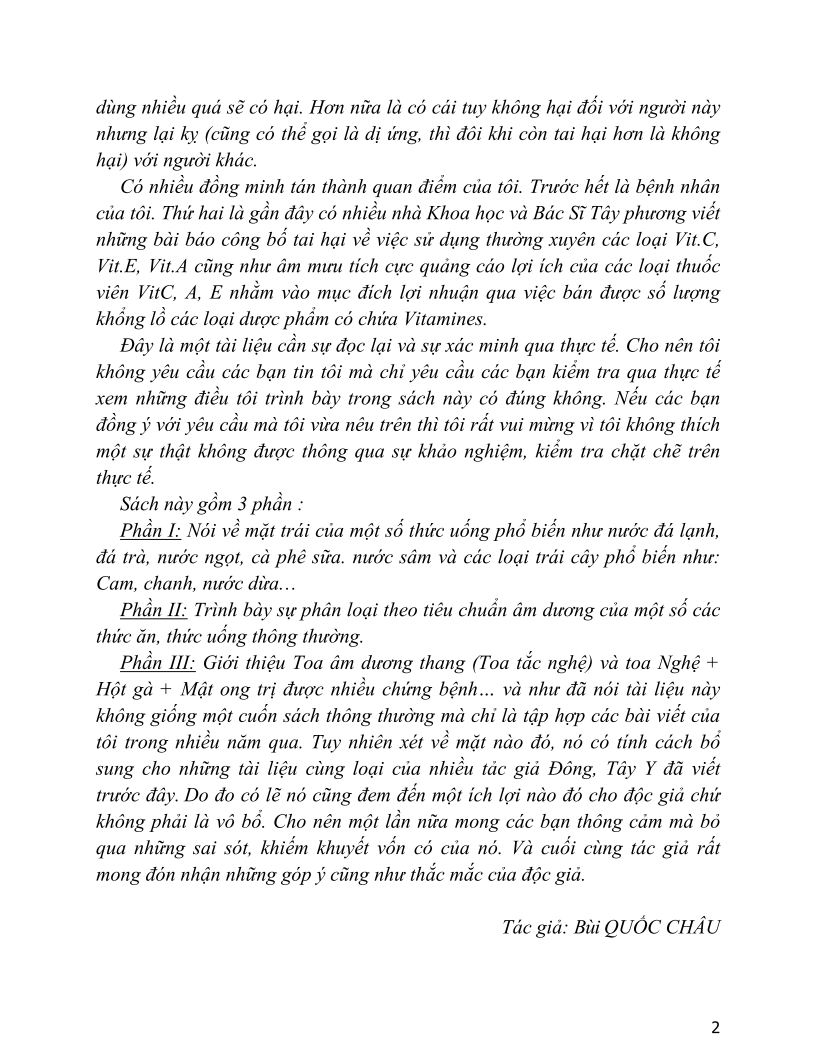 dùng nhiều quá sẽ có hại. Hơn nữa là có cái tuy không hại đối với người này
nhưng lại kỵ (cũng có thể gọi là dị ứng, thì đôi khi còn tai hại hơn là không
hại) với người khác.
Có nhiều đồng minh tán thành quan điểm của tôi. Trước hết là bệnh nhân
của tôi. Thứ hai là gần đây có nhiều nhà Khoa học và Bác Sĩ Tây phương viết
những bài báo công bố tai hại về việc sử dụng thường xuyên các loại Vit.C,
Vit.E, Vit.A cũng như âm mưu tích cực quảng cáo lợi ích của các loại thuốc
viên VitC, A, E nhằm vào mục đích lợi nhuận qua việc bán được số lượng
khổng lồ các loại dược phẩm có chứa Vitamines.
Đây là một tài liệu cần sự đọc lại và sự xác minh qua thực tế. Cho nên tôi
không yêu cầu các bạn tin tôi mà chỉ yêu cầu các bạn kiểm tra qua thực tế
xem những điều tôi trình bày trong sách này có đúng không. Nếu các bạn
đồng ý với yêu cầu mà tôi vừa nêu trên thì tôi rất vui mừng vì tôi không thích
một sự thật không được thông qua sự khảo nghiệm, kiểm tra chặt chẽ trên
thực tế.
Sách này gồm 3 phần :
Phần I: Nói về mặt trái của một số thức uống phổ biến như nước đá lạnh,
đá trà, nước ngọt, cà phê sữa. nước sâm và các loại trái cây phổ biến như:
Cam, chanh, nước dừa…
Phần II: Trình bày sự phân loại theo tiêu chuẩn âm dương của một số các
thức ăn, thức uống thông thường.
Phần III: Giới thiệu Toa âm dương thang (Toa tắc nghệ) và toa Nghệ +
Hột gà + Mật ong trị được nhiều chứng bệnh… và như đã nói tài liệu này
không giống một cuốn sách thông thường mà chỉ là tập hợp các bài viết của
tôi trong nhiều năm qua. Tuy nhiên xét về mặt nào đó, nó có tính cách bổ
sung cho những tài liệu cùng loại của nhiều tác giả Đông, Tây Y đã viết
trước đây. Do đo có lẽ nó cũng đem đến một ích lợi nào đó cho độc giả chứ
không phải là vô bổ. Cho nên một lần nữa mong các bạn thông cảm mà bỏ
qua những sai sót, khiếm khuyết vốn có của nó. Và cuối cùng tác giả rất
mong đón nhận những góp ý cũng như thắc mắc của độc giả.
Tác giả: Bùi QUỐC CHÂU
2